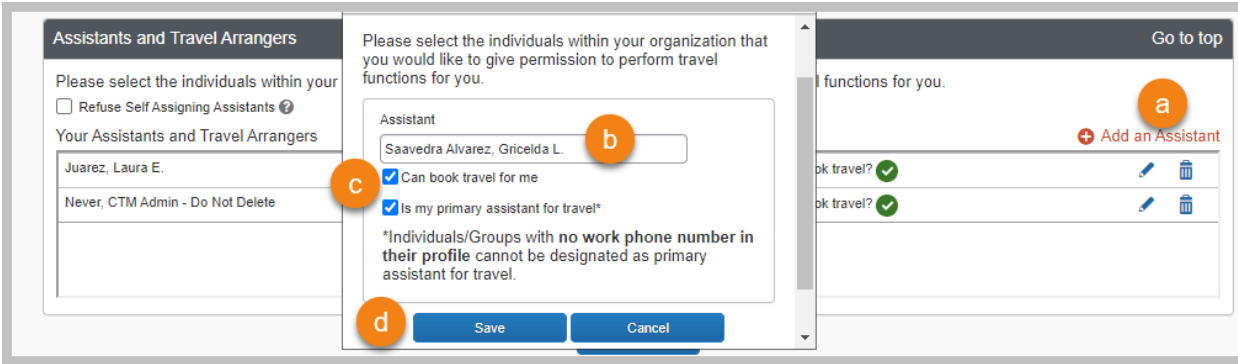 Assistants and Travel Arrangers
Go to top
Please select the individuals within your
l functions for you.
Refuse Self Assigning Assistants ?
a
Your Assistants and Travel Arrangers
Add an Assistant
Juarez, Laura E.
ok travel?
Never, CTM Admin - Do Not Delete
ok travel?
Please select the individuals within your organization that
you would like to give permission to perform travel
functions for you.
Assistant
Saavedra Alvarez, Gricelda L.
b
c
Can book travel for me
Is my primary assistant for travel*
*Individuals/Groups with no work phone number in
their profile cannot be designated as primary
assistant for travel.
d
Save
Cancel